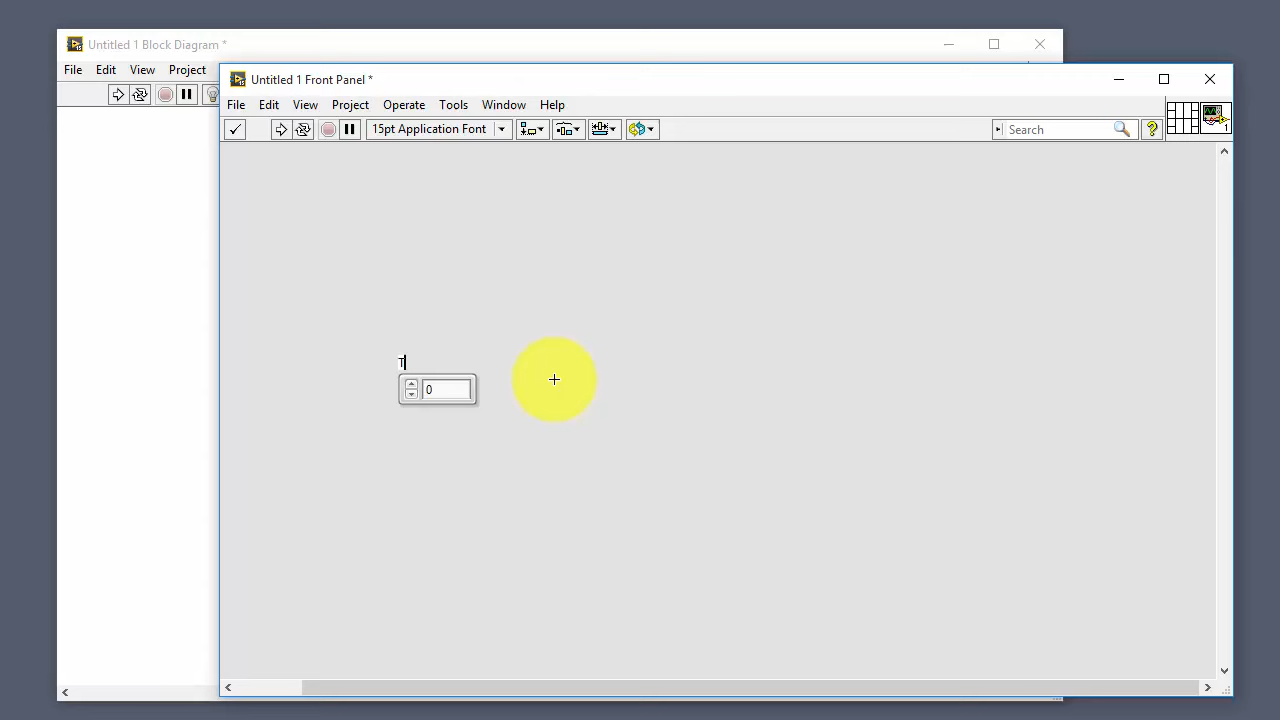 Untitled 1 Block Diagram *
File Edit View Project
Untitled 1 Front Panel *
File Edit View Project Operate Tools Window Help
15pt Application Font
Search
?
1
T
0